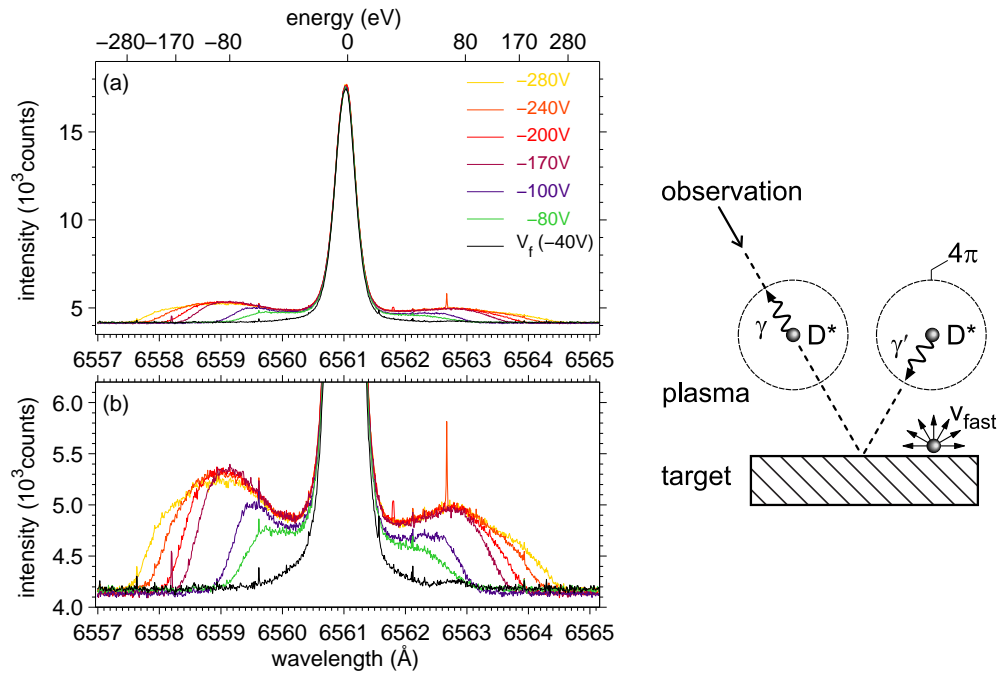 energy (eV)
−280 −170 −80 0 80 170 280
(a)
−280V
−240V
−200V
−170V
−100V
−80V
V_f (−40V)
intensity (10³counts)
15
10
5
6557 6558 6559 6560 6561 6562 6563 6564 6565
(b)
intensity (10³counts)
6.0
5.5
5.0
4.5
4.0
6557 6558 6559 6560 6561 6562 6563 6564 6565
wavelength (Å)
observation
4π
γ D*
γ′ D*
plasma
v_fast
target